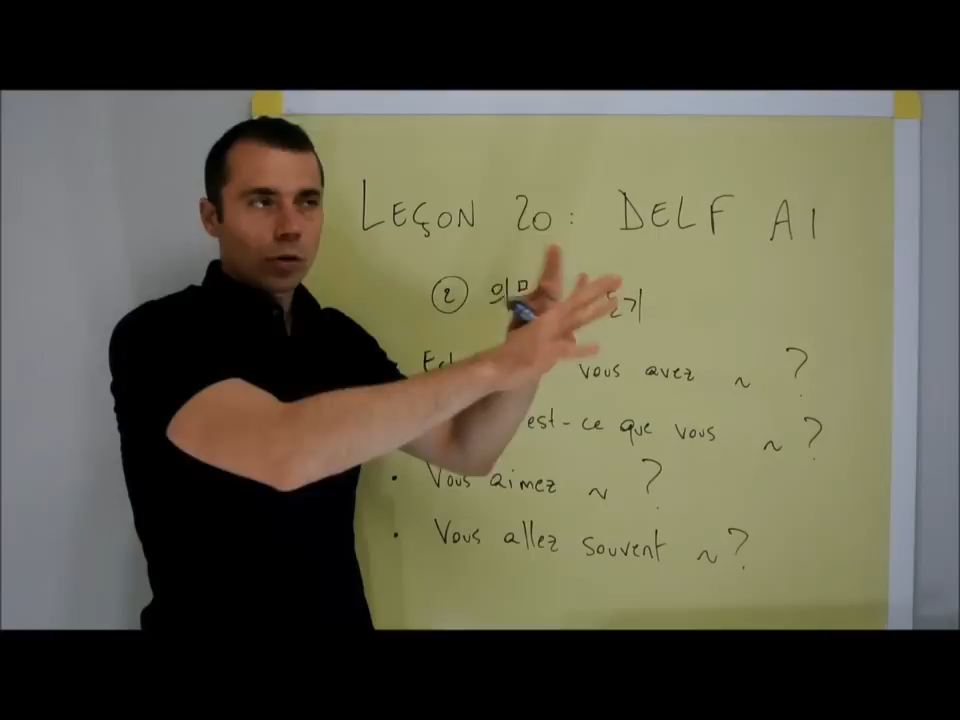 LEÇON 20: DELF A1
②
vous avez ~ ?
est-ce que vous ~ ?
• Vous aimez ~ ?
• Vous allez souvent ~ ?